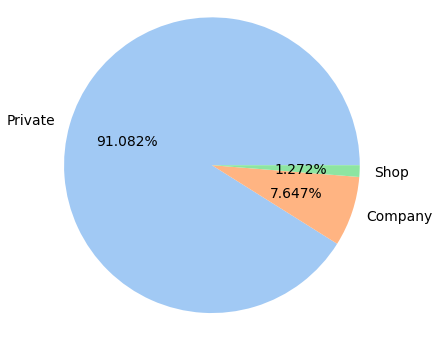 Private
91.082%
1.272%
Shop
7.647%
Company